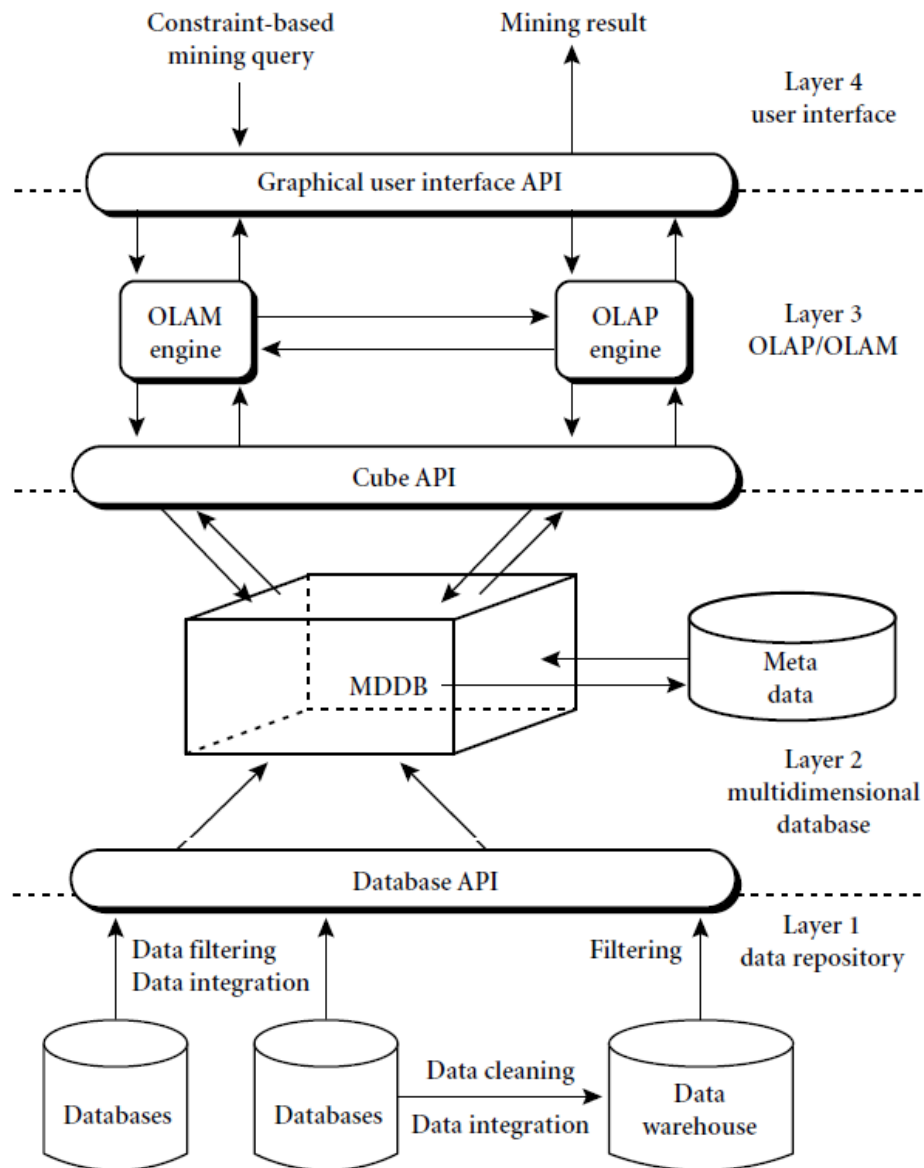 Constraint-based
mining query
Mining result
Layer 4
user interface
Graphical user interface API
OLAM
engine
OLAP
engine
Layer 3
OLAP/OLAM
Cube API
MDDB
Meta
data
Layer 2
multidimensional
database
Database API
Layer 1
data repository
Data filtering
Data integration
Filtering
Databases
Databases
Data cleaning
Data integration
Data
warehouse